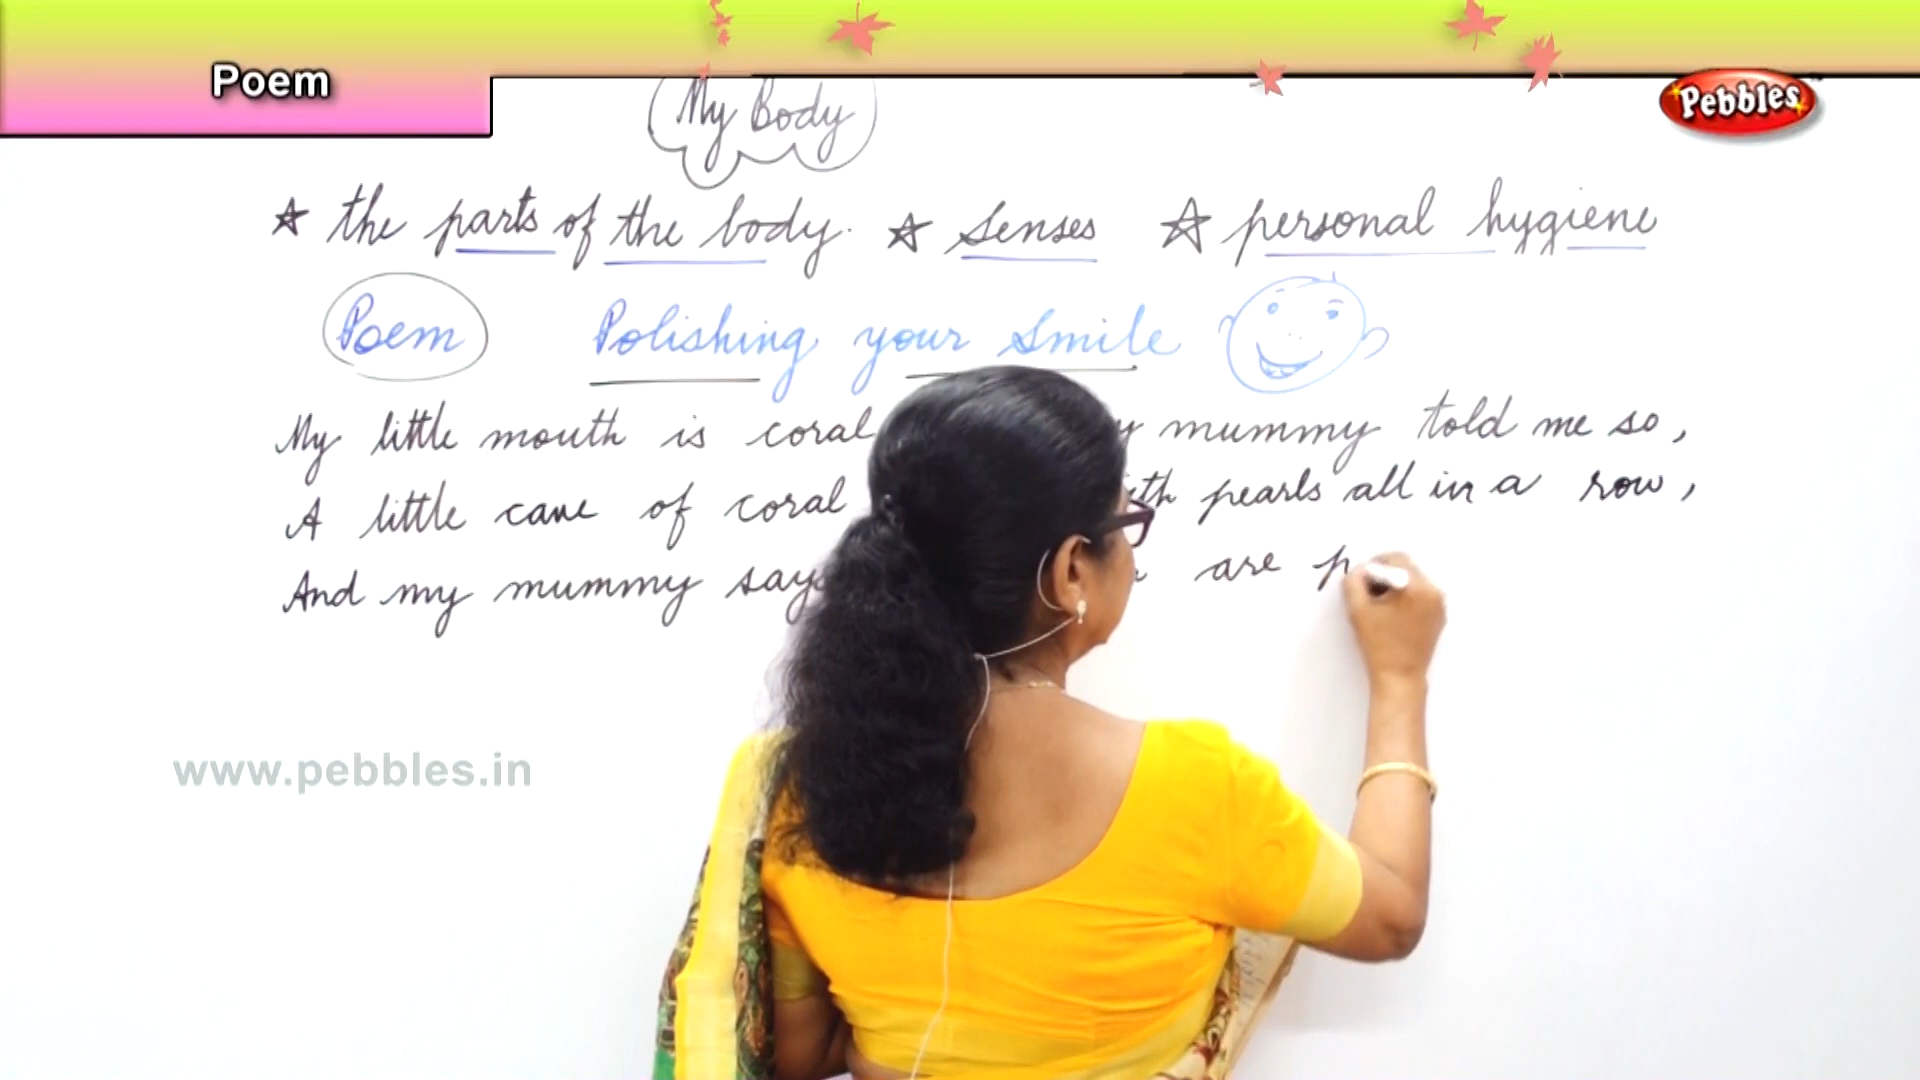 Poem
Pebbles
My Body
the parts of the body. senses personal hygiene
Poem Polishing your smile
My little mouth is coral mummy told me so,
A little cave of coral pearls all in a row,
And my mummy says are
www.pebbles.in